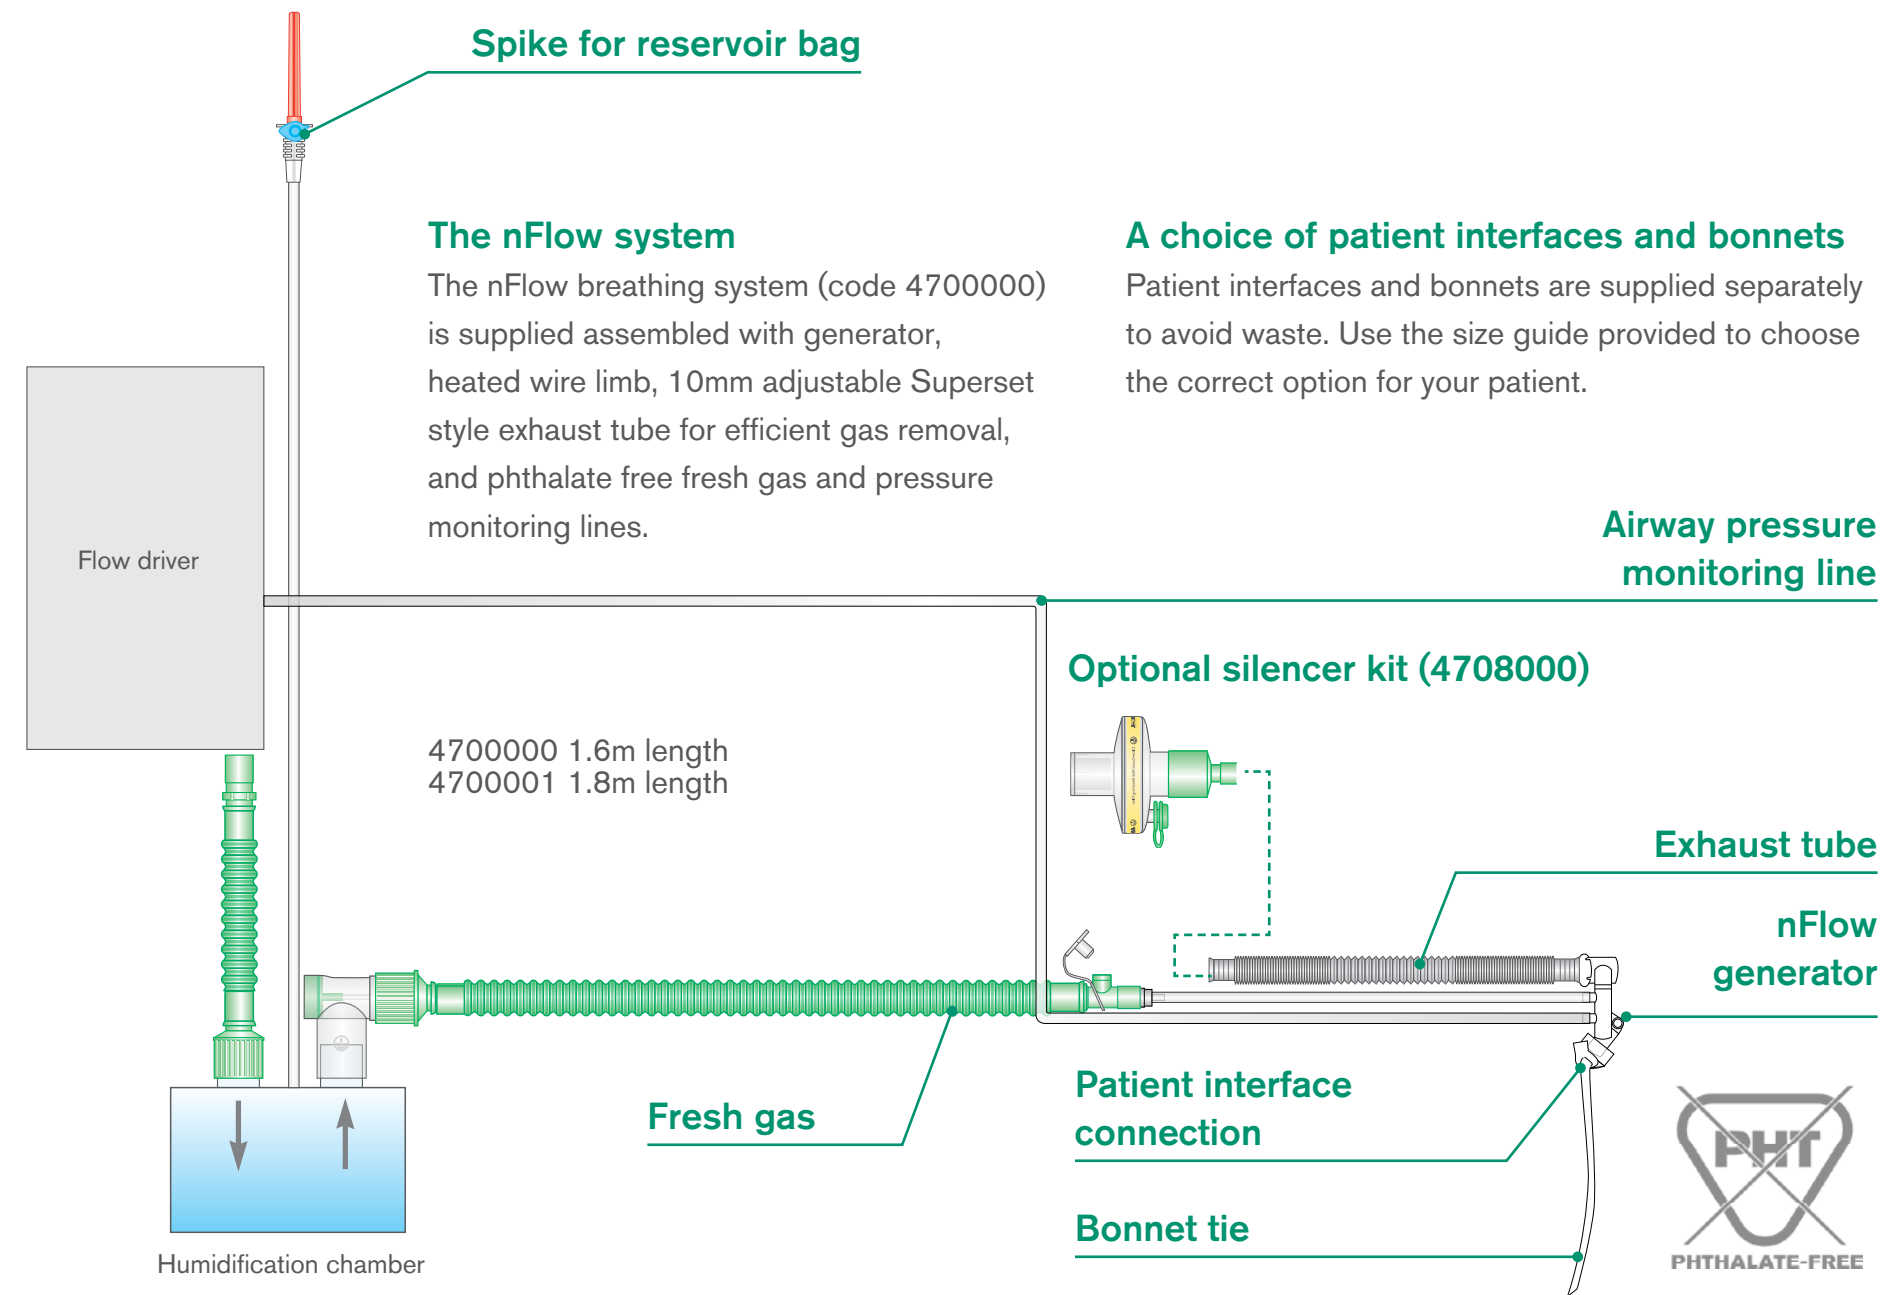 Spike for reservoir bag
The nFlow system
The nFlow breathing system (code 4700000)
is supplied assembled with generator,
heated wire limb, 10mm adjustable Superset
style exhaust tube for efficient gas removal,
and phthalate free fresh gas and pressure
monitoring lines.
A choice of patient interfaces and bonnets
Patient interfaces and bonnets are supplied separately
to avoid waste. Use the size guide provided to choose
the correct option for your patient.
Flow driver
Airway pressure
monitoring line
Optional silencer kit (4708000)
4700000 1.6m length
4700001 1.8m length
Exhaust tube
nFlow
generator
Fresh gas
Patient interface
connection
Bonnet tie
Humidification chamber
PHT
PHTHALATE-FREE